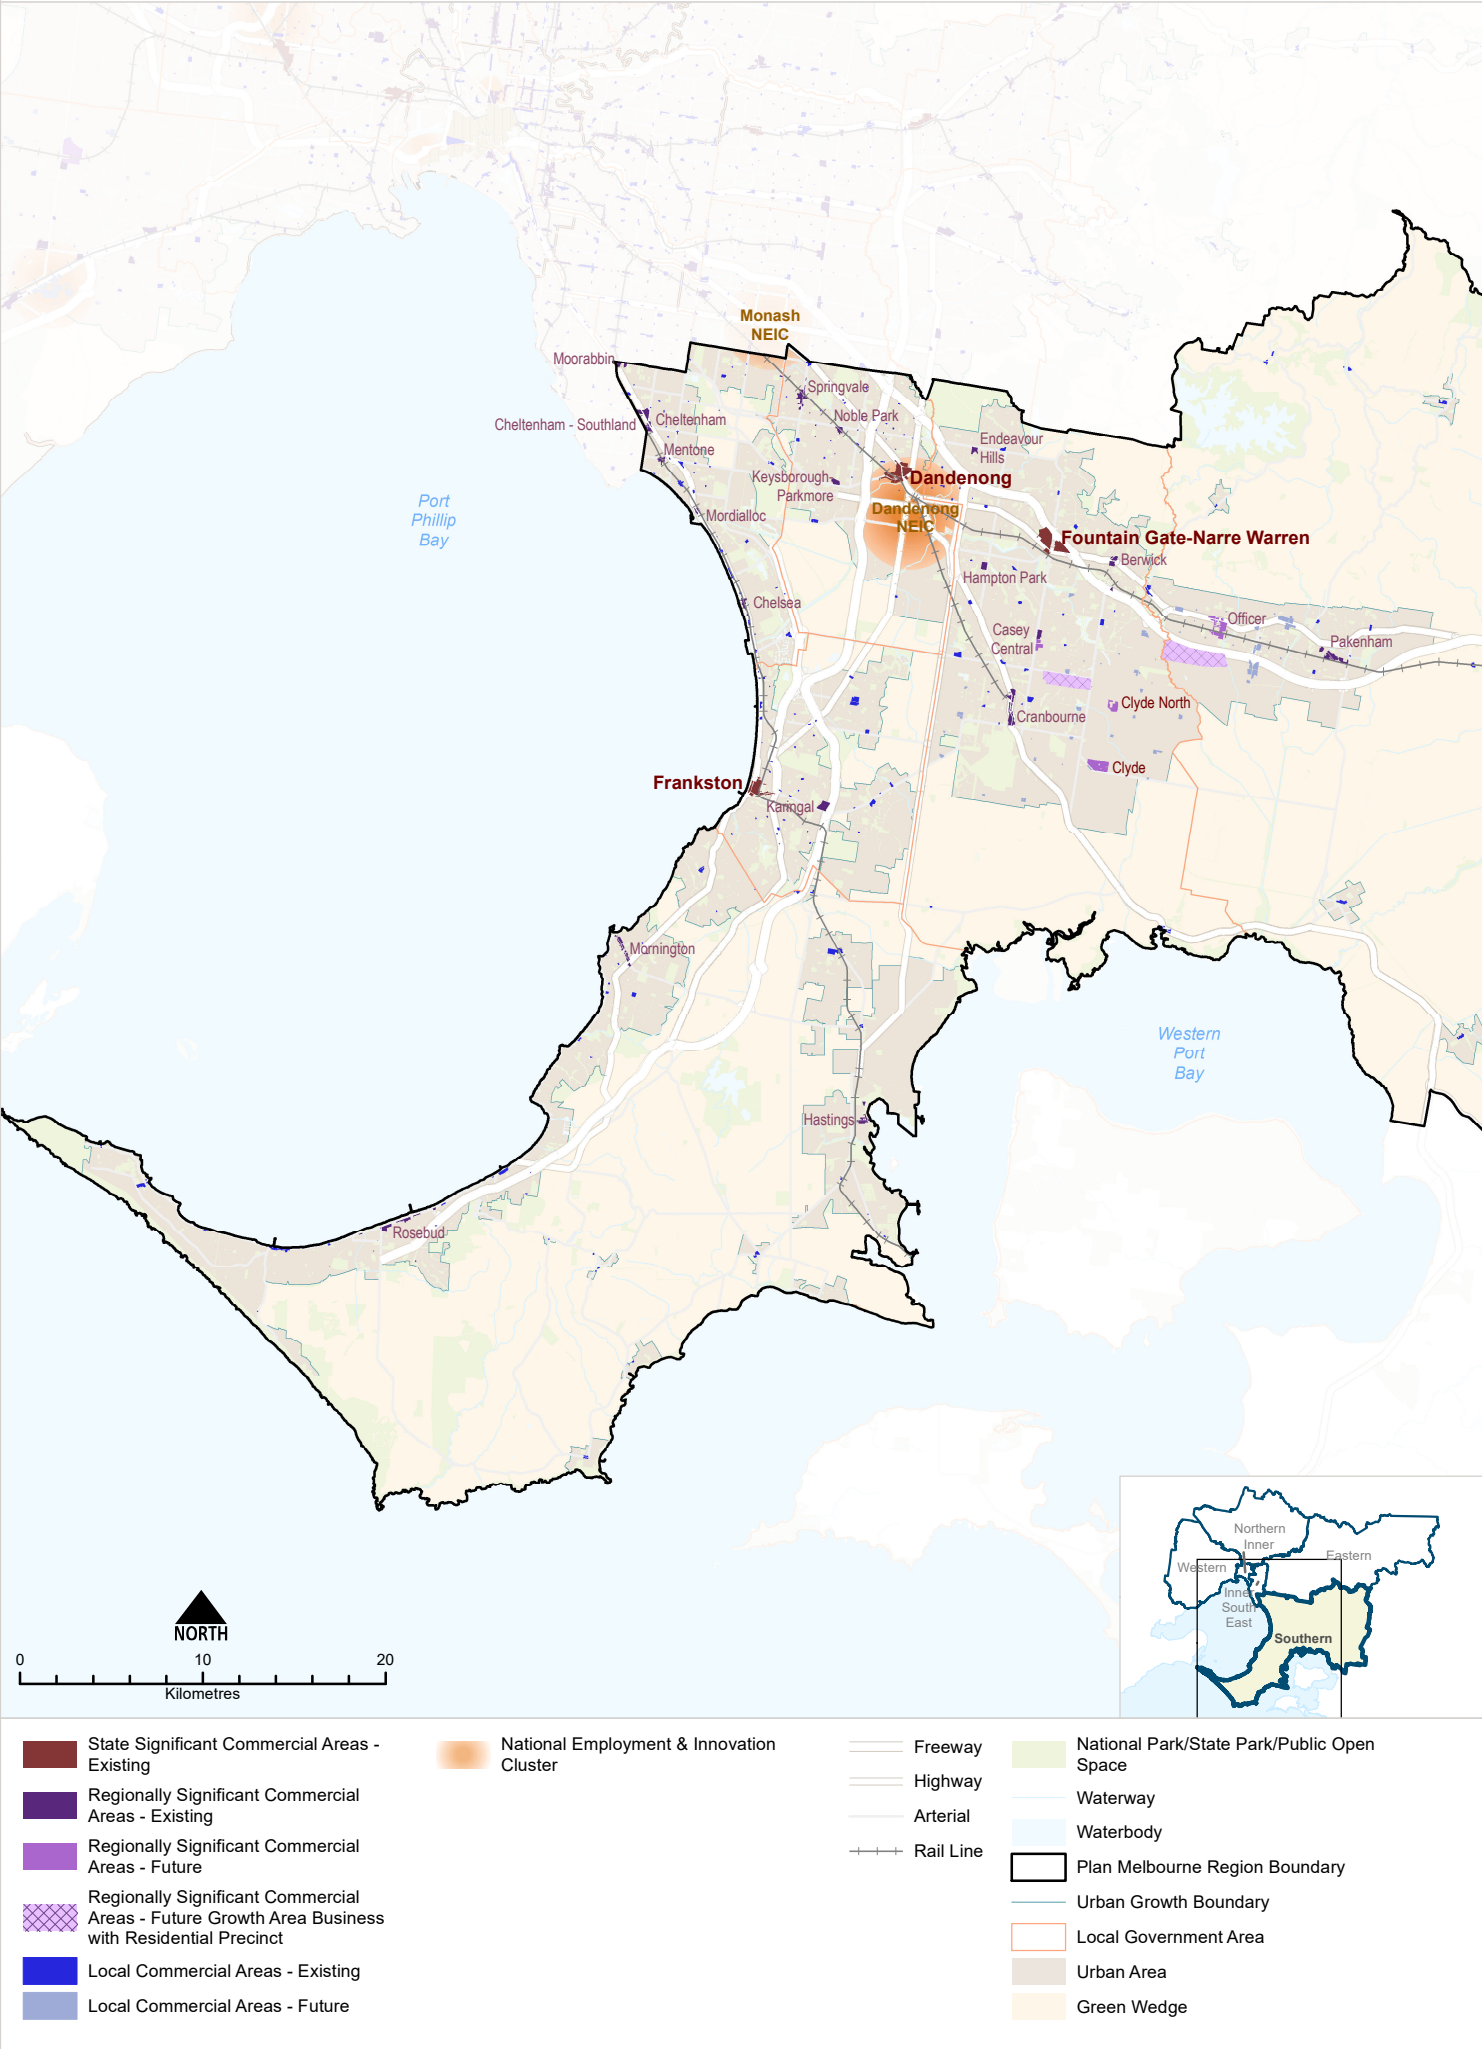 Monash
NEIC
Moorabbin
Springvale
Cheltenham
Noble Park
Cheltenham - Southland
Endeavour
Hills
Mentone
Keysborough-
Parkmore
Dandenong
Port
Phillip
Bay
Dandenong
NEIC
Mordialloc
Fountain Gate-Narre Warren
Berwick
Hampton Park
Chelsea
Officer
Casey
Central
Pakenham
Clyde North
Cranbourne
Clyde
Frankston
Karingal
Mornington
Western
Port
Bay
Hastings
Rosebud
Northern
Inner
Western
Eastern
Inner
South
East
Southern
NORTH
0 10 20
Kilometres
State Significant Commercial Areas -
Existing
Regionally Significant Commercial
Areas - Existing
Regionally Significant Commercial
Areas - Future
Regionally Significant Commercial
Areas - Future Growth Area Business
with Residential Precinct
Local Commercial Areas - Existing
Local Commercial Areas - Future
National Employment & Innovation
Cluster
Freeway
Highway
Arterial
Rail Line
National Park/State Park/Public Open
Space
Waterway
Waterbody
Plan Melbourne Region Boundary
Urban Growth Boundary
Local Government Area
Urban Area
Green Wedge